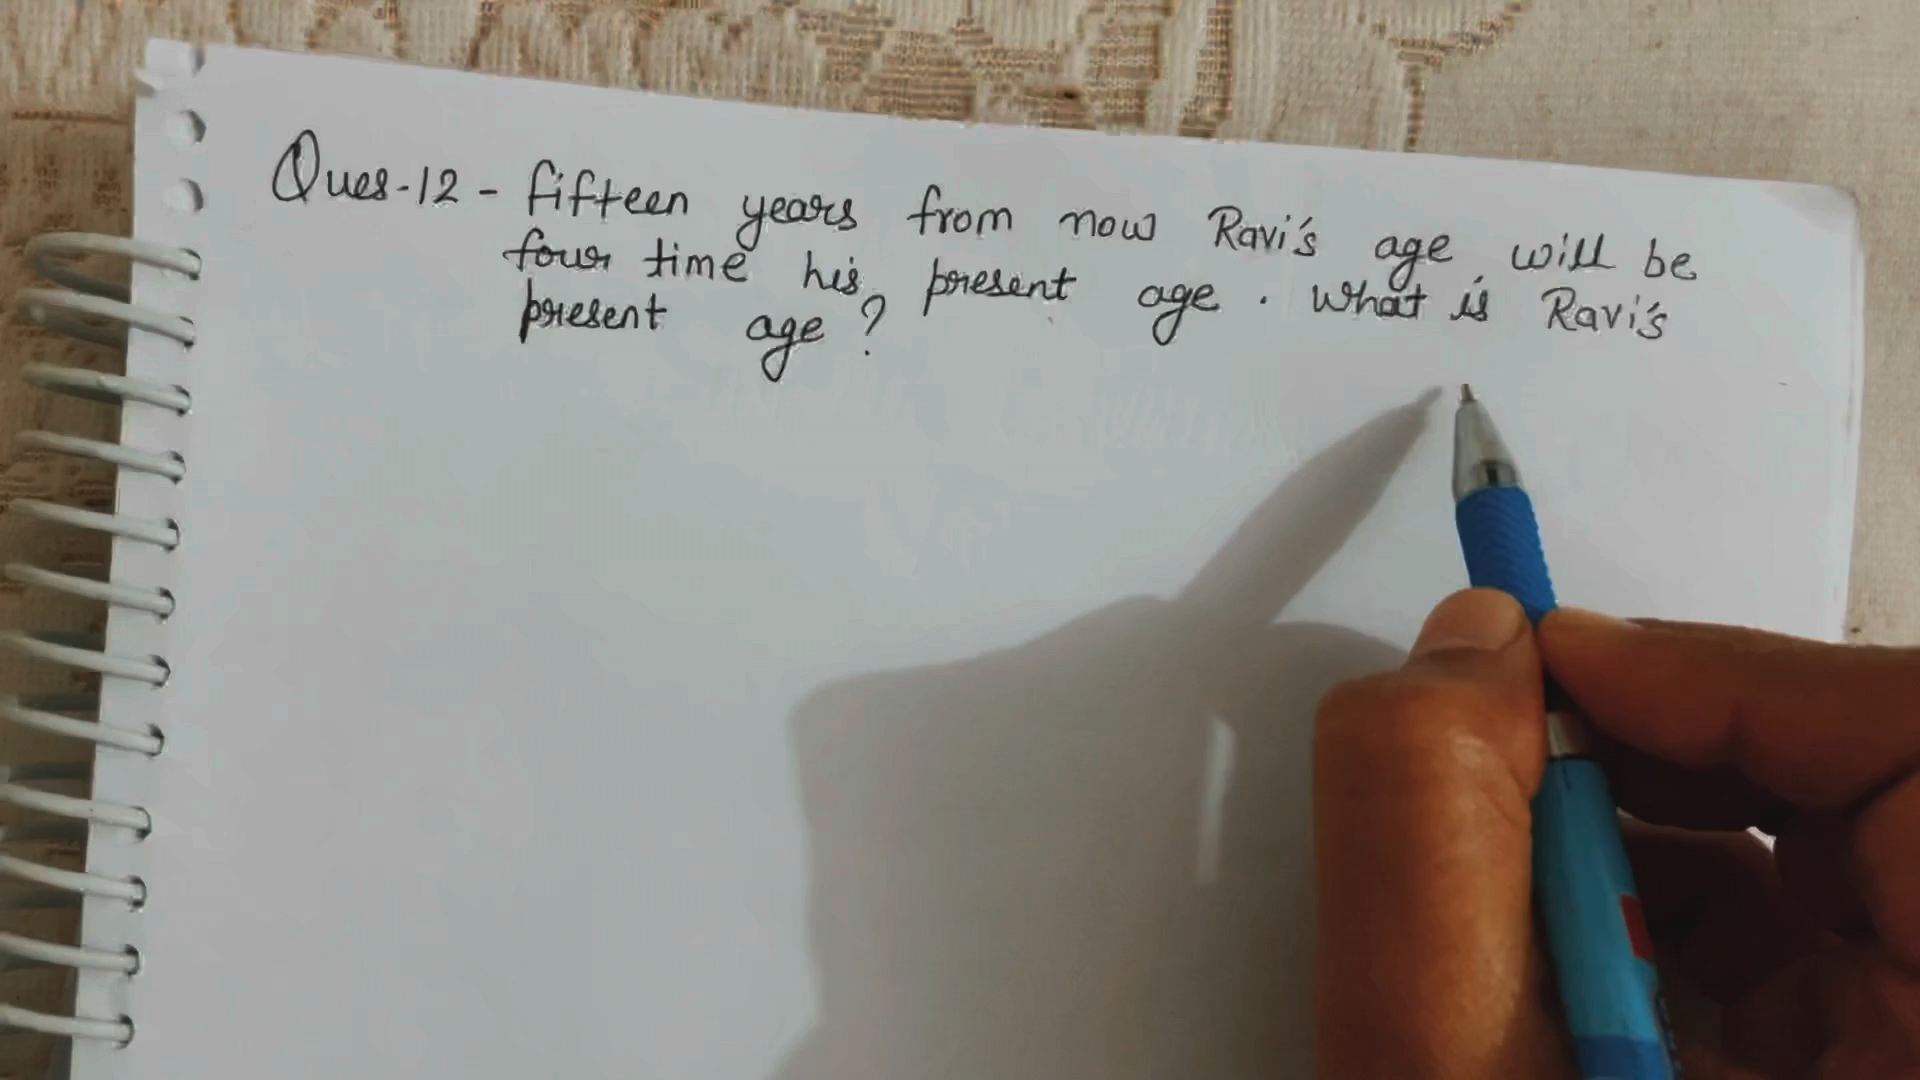 Ques-12 - fifteen years from now Ravi's age will be
four time his present age. What is Ravi's
present age?